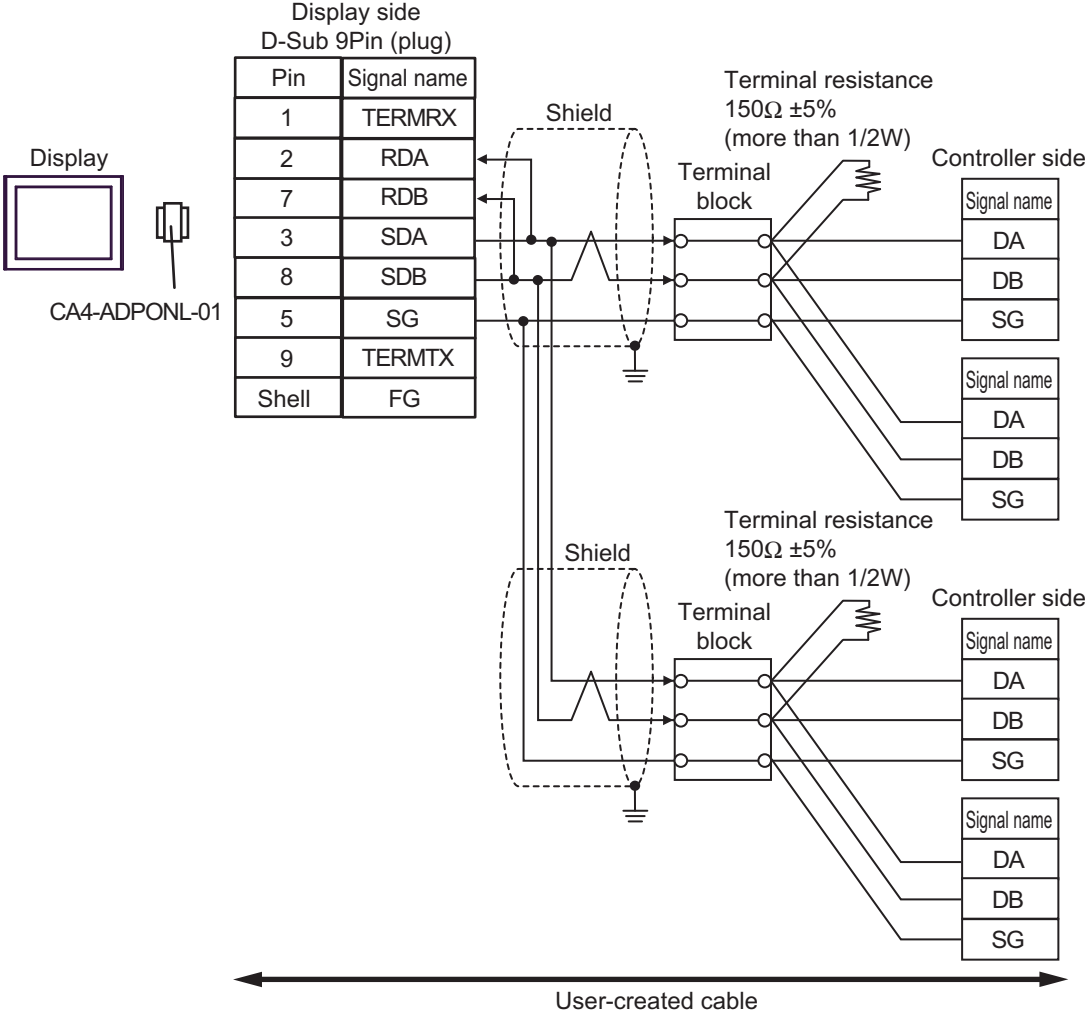 Display side
D-Sub 9Pin (plug)
Pin Signal name
1 TERMRX
2 RDA
7 RDB
3 SDA
8 SDB
5 SG
9 TERMTX
Shell FG
Display
CA4-ADPONL-01
Shield
Terminal resistance
150Ω ±5%
(more than 1/2W)
Terminal
block
Controller side
Signal name
DA
DB
SG
Signal name
DA
DB
SG
Shield
Terminal resistance
150Ω ±5%
(more than 1/2W)
Terminal
block
Controller side
Signal name
DA
DB
SG
Signal name
DA
DB
SG
User-created cable